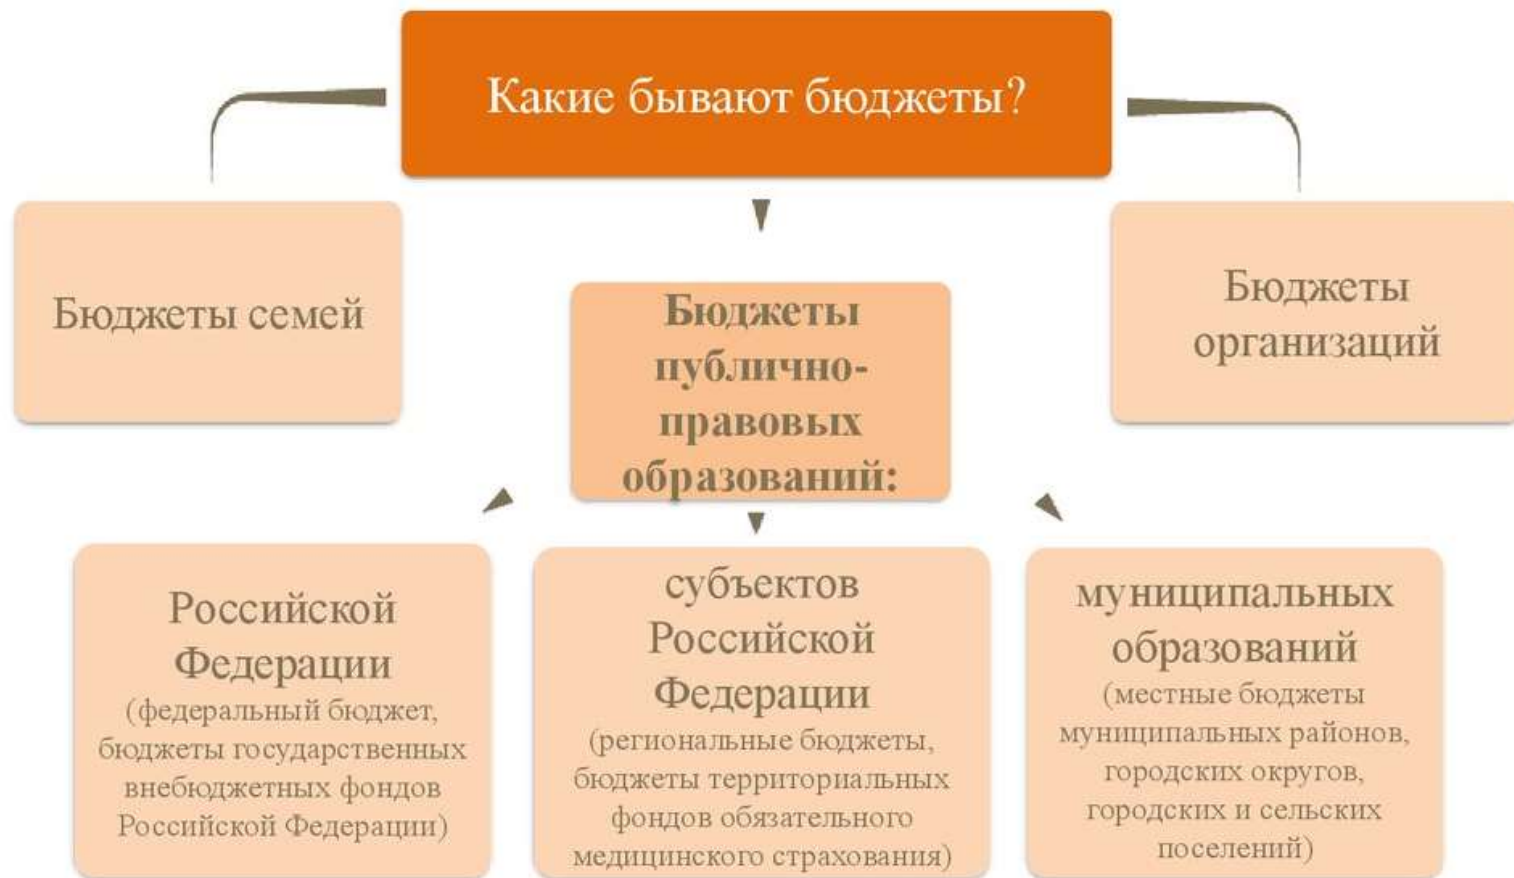 Какие бывают бюджеты?
Бюджеты семей
Бюджеты
публично-
правовых
образований:
Бюджеты
организаций
Российской
Федерации
(федеральный бюджет,
бюджеты государственных
внебюджетных фондов
Российской Федерации)
субъектов
Российской
Федерации
(региональные бюджеты,
бюджеты территориальных
фондов обязательного
медицинского страхования)
муниципальных
образований
(местные бюджеты
муниципальных районов,
городских округов,
городских и сельских
поселений)